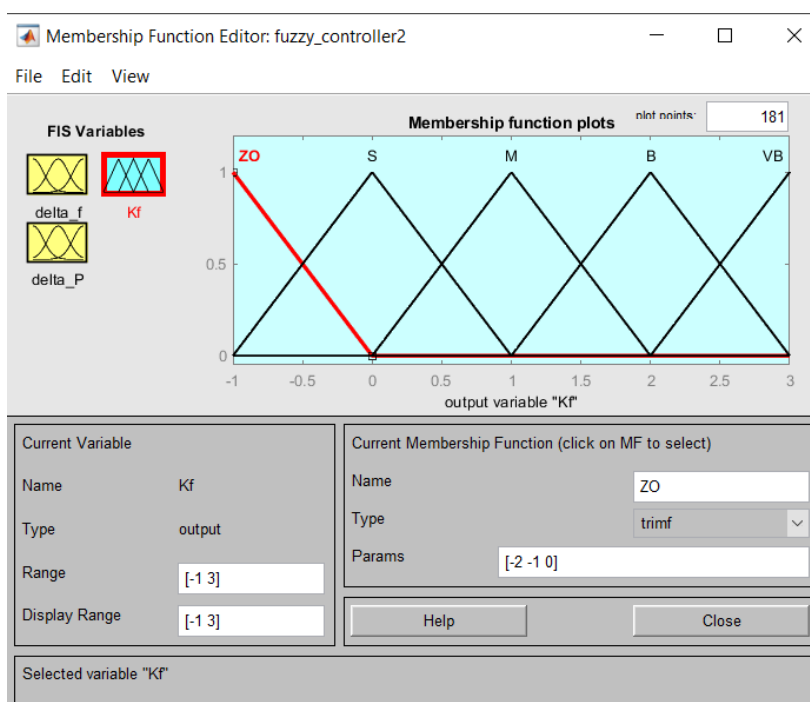 Membership Function Editor: fuzzy_controller2
File Edit View
FIS Variables
delta_f
Kf
delta_P
Membership function plots
plot points:
181
ZO
S
M
B
VB
1
0.5
0
-1
-0.5
0
0.5
1
1.5
2
2.5
3
output variable "Kf"
Current Variable
Name
Kf
Type
output
Range
[-1 3]
Display Range
[-1 3]
Current Membership Function (click on MF to select)
Name
ZO
Type
trimf
Params
[-2 -1 0]
Help
Close
Selected variable "Kf"